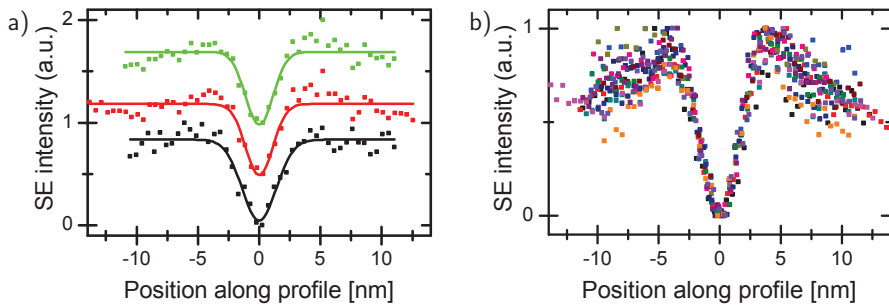 a)
SE intensity (a.u.)
2
1
0
-10 -5 0 5 10
Position along profile [nm]
b)
SE intensity (a.u.)
1
0
-10 -5 0 5 10
Position along profile [nm]